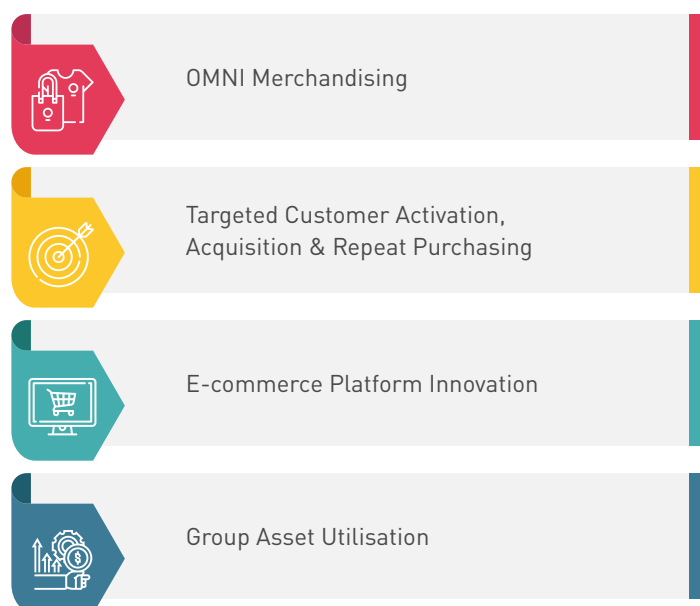 OMNI Merchandising
Targeted Customer Activation,
Acquisition & Repeat Purchasing
E-commerce Platform Innovation
$
Group Asset Utilisation